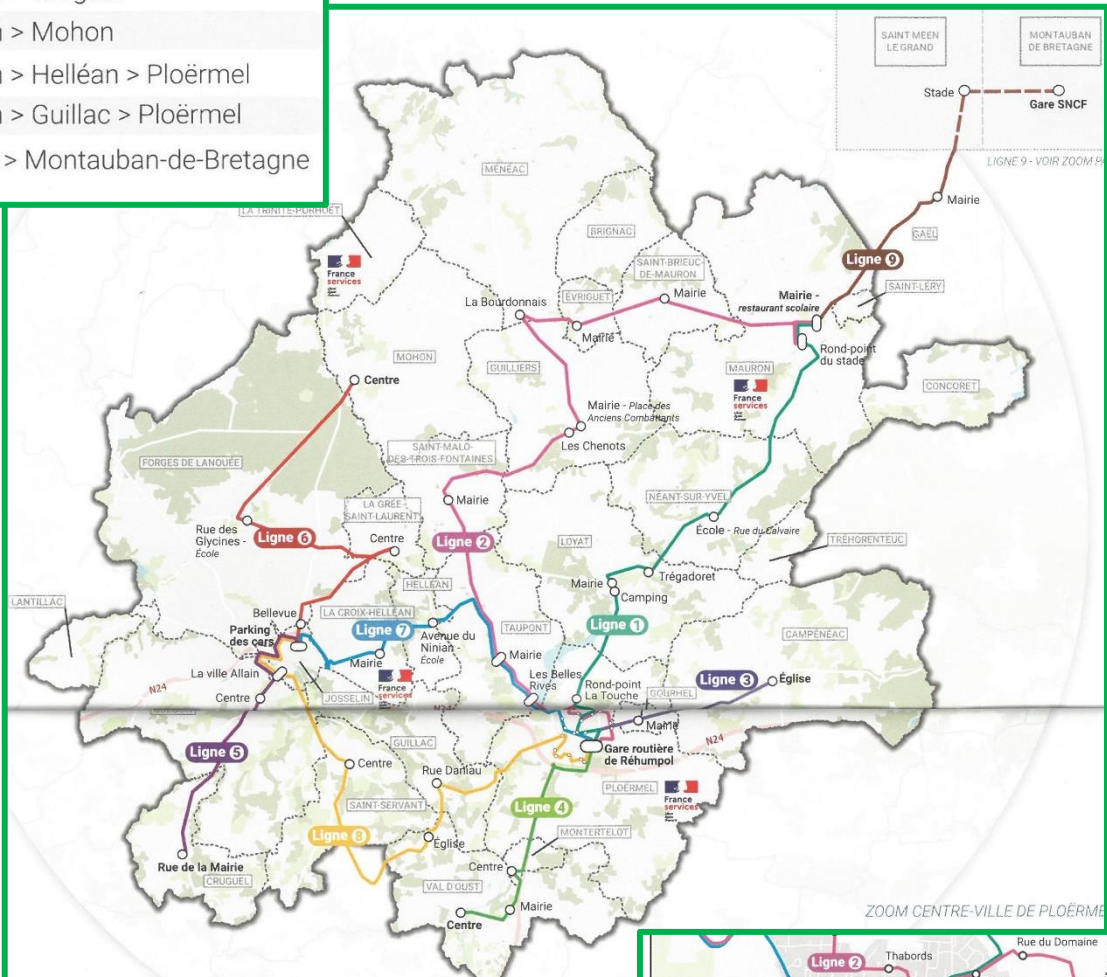 > Mohon
> Helléan > Ploërmel
> Guillac > Ploërmel
> Montauban-de-Bretagne
SAINT MEEN
LE GRAND
MONTAUBAN
DE BRETAGNE
Stade
Gare SNCF
LIGNE 9 - VOIR ZOOM
Mairie
GAËL
Ligne 9
SAINT-LÉRY
MÉNÉAC
LA TRINITÉ-PORHOËT
France
services
BRIGNAC
SAINT-BRIEUC
DE-MAURON
ÉVRIGUET
Mairie
La Bourdonnais
Mairie
Mairie -
restaurant scolaire
Rond-point
du stade
MOHON
Centre
GUILLIERS
MAURON
France
services
CONCORET
Mairie - Place des
Anciens Combattants
Les Chenots
FORGES DE LANOUÉE
SAINT-MALO-
DES-TROIS-FONTAINES
Mairie
LA GRÉE-
SAINT-LAURENT
NÉANT-SUR-YVEL
École - Rue du Calvaire
TRÉHORENTEUC
Rue des
Glycines -
École
Ligne 6
Centre
Ligne 2
LOYAT
Trégadoret
Mairie
Camping
HELLÉAN
LANTILLAC
Bellevue
LA CROIX-HELLÉAN
Parking
des cars
Ligne 7
Avenue du
Ninian -
École
TAUPONT
Ligne 1
CAMPÉNÉAC
Mairie
La ville Allain
Mairie
France
services
Les Belles
Rives
Rond-point
La Touche
GOURHEL
Ligne 3
Église
N24
Centre
JOSSELIN
N24
Mairie
N24
Ligne 5
GUILLAC
Gare routière
de Réhumpol
Centre
Rue Daniau
PLOËRMEL
France
services
SAINT-SERVANT
Ligne 4
Ligne 8
MONTERTELOT
Église
Rue de la Mairie
CRUGUEL
Centre
VAL D'OUST
Mairie
Centre
ZOOM CENTRE-VILLE DE PLOËRME
Rue du Domaine
Ligne 2
Thabords